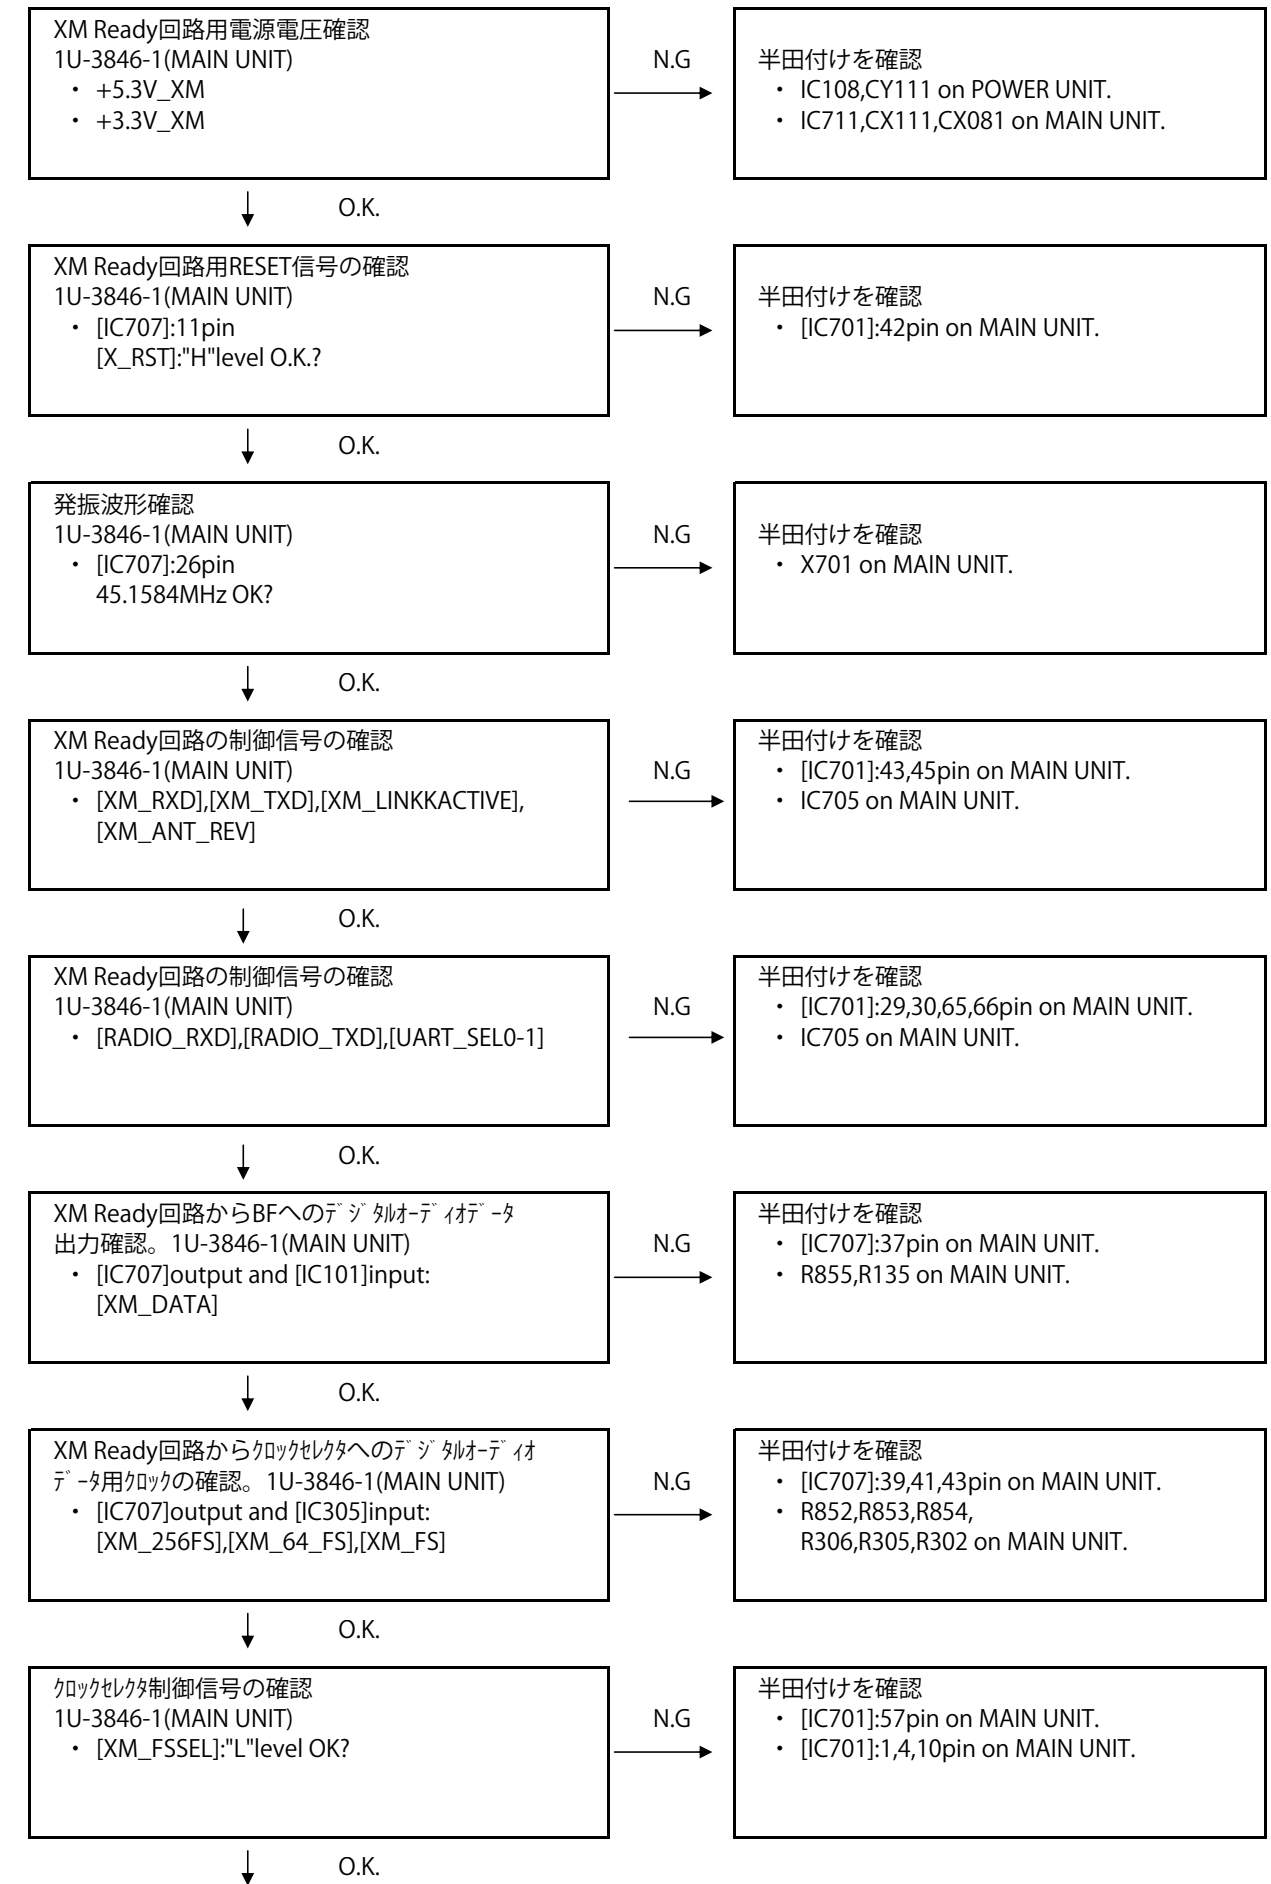 XM Ready回路用電源電圧確認
1U-3846-1(MAIN UNIT)
・ +5.3V_XM
・ +3.3V_XM
N.G
半田付けを確認
・ IC108,CY111 on POWER UNIT.
・ IC711,CX111,CX081 on MAIN UNIT.
O.K.
XM Ready回路用RESET信号の確認
1U-3846-1(MAIN UNIT)
・ [IC707]:11pin
[X_RST]:"H"level O.K.?
N.G
半田付けを確認
・ [IC701]:42pin on MAIN UNIT.
O.K.
発振波形確認
1U-3846-1(MAIN UNIT)
・ [IC707]:26pin
45.1584MHz OK?
N.G
半田付けを確認
・ X701 on MAIN UNIT.
O.K.
XM Ready回路の制御信号の確認
1U-3846-1(MAIN UNIT)
・ [XM_RXD],[XM_TXD],[XM_LINKKACTIVE],
[XM_ANT_REV]
N.G
半田付けを確認
・ [IC701]:43,45pin on MAIN UNIT.
・ IC705 on MAIN UNIT.
O.K.
XM Ready回路の制御信号の確認
1U-3846-1(MAIN UNIT)
・ [RADIO_RXD],[RADIO_TXD],[UART_SEL0-1]
N.G
半田付けを確認
・ [IC701]:29,30,65,66pin on MAIN UNIT.
・ IC705 on MAIN UNIT.
O.K.
XM Ready回路からBFへのﾃﾞｼﾞﾀﾙｵｰﾃﾞｨｵﾃﾞｰﾀ
出力確認。1U-3846-1(MAIN UNIT)
・ [IC707]output and [IC101]input:
[XM_DATA]
N.G
半田付けを確認
・ [IC707]:37pin on MAIN UNIT.
・ R855,R135 on MAIN UNIT.
O.K.
XM Ready回路からｸﾛｯｸｾﾚｸﾀへのﾃﾞｼﾞﾀﾙｵｰﾃﾞｨｵ
ﾃﾞｰﾀ用ｸﾛｯｸの確認。1U-3846-1(MAIN UNIT)
・ [IC707]output and [IC305]input:
[XM_256FS],[XM_64_FS],[XM_FS]
N.G
半田付けを確認
・ [IC707]:39,41,43pin on MAIN UNIT.
・ R852,R853,R854,
R306,R305,R302 on MAIN UNIT.
O.K.
ｸﾛｯｸｾﾚｸﾀ制御信号の確認
1U-3846-1(MAIN UNIT)
・ [XM_FSSEL]:"L"level OK?
N.G
半田付けを確認
・ [IC701]:57pin on MAIN UNIT.
・ [IC701]:1,4,10pin on MAIN UNIT.
O.K.